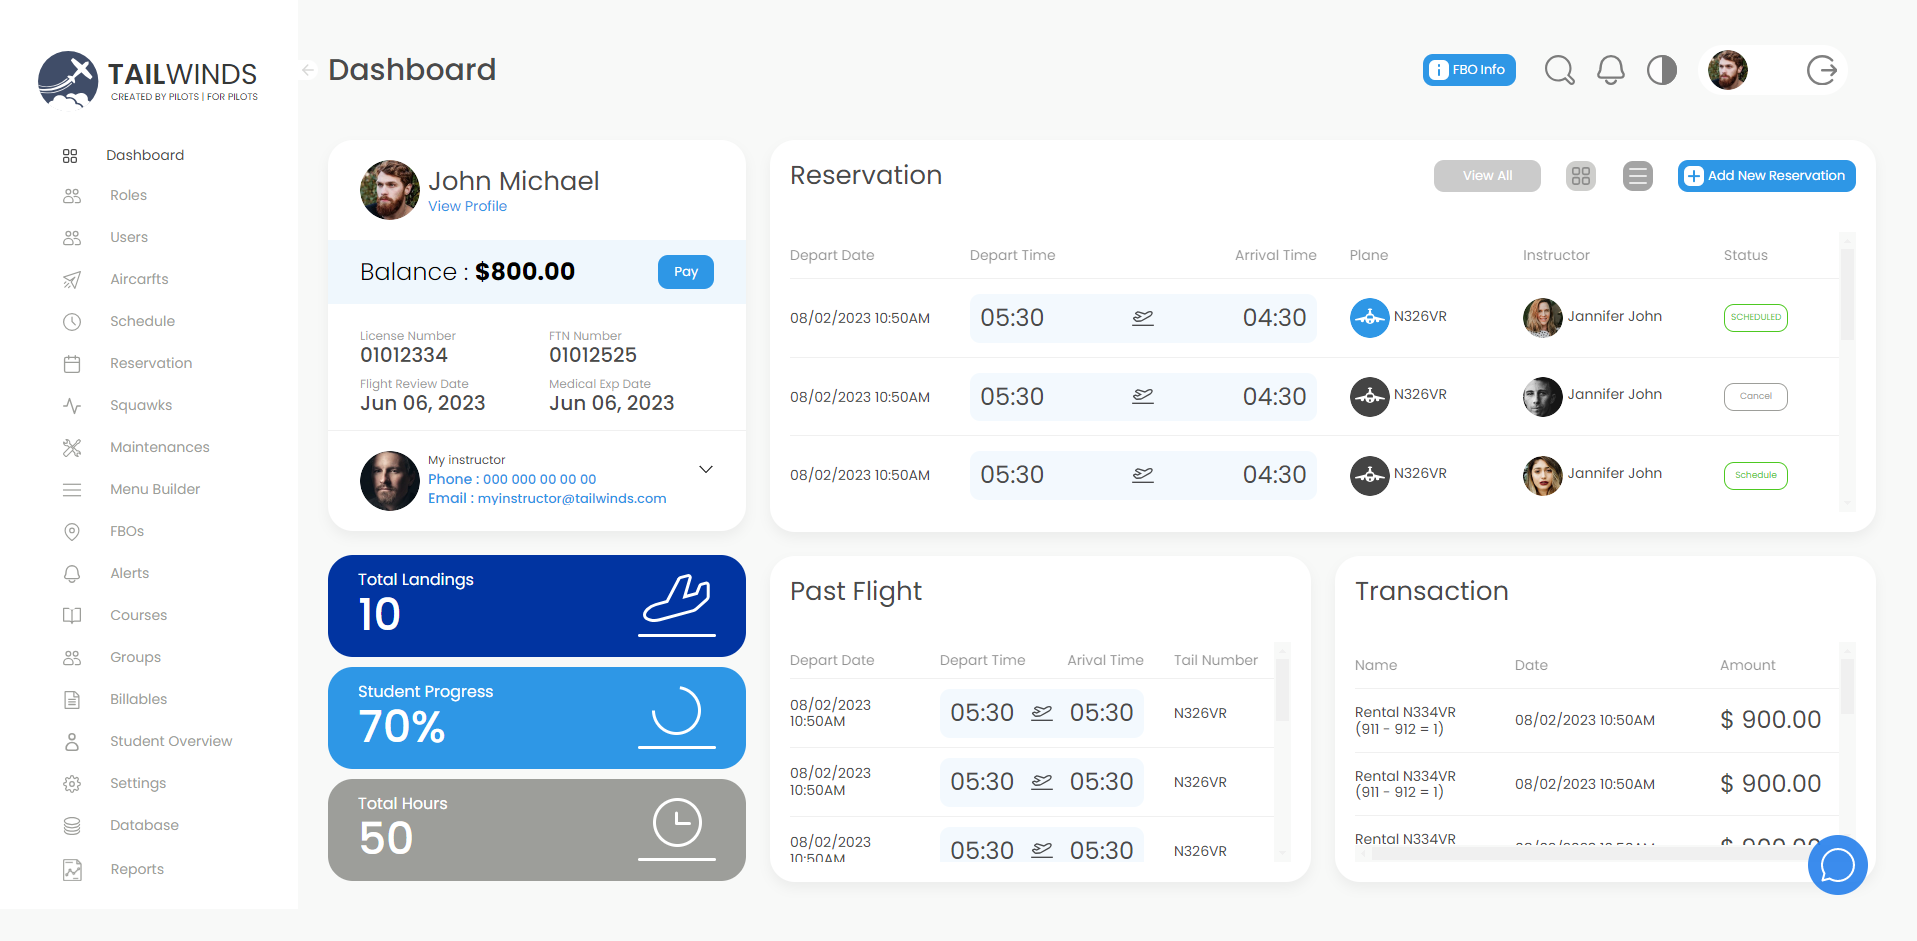 TAILWINDS
CREATED BY PILOTS | FOR PILOTS
Dashboard
Roles
Users
Aircarfts
Schedule
Reservation
Squawks
Maintenances
Menu Builder
FBOs
Alerts
Courses
Groups
Billables
Student Overview
Settings
Database
Reports
Dashboard
FBO Info
John Michael
View Profile
Balance : $800.00
Pay
License Number
FTN Number
01012334
01012525
Flight Review Date
Medical Exp Date
Jun 06, 2023
Jun 06, 2023
My instructor
Phone : 000 000 00 00 00
Email : myinstructor@tailwinds.com
Total Landings
10
Student Progress
70%
Total Hours
50
Reservation
View All
Add New Reservation
Depart Date Depart Time Arrival Time Plane Instructor Status
08/02/2023 10:50AM 05:30 04:30 N326VR Jannifer John SCHEDULED
08/02/2023 10:50AM 05:30 04:30 N326VR Jannifer John Cancel
08/02/2023 10:50AM 05:30 04:30 N326VR Jannifer John Schedule
Past Flight
Depart Date Depart Time Arival Time Tail Number
08/02/2023
10:50AM
05:30 05:30 N326VR
08/02/2023
10:50AM
05:30 05:30 N326VR
08/02/2023
10:50AM
05:30 05:30 N326VR
Transaction
Name Date Amount
Rental N334VR
(911 - 912 = 1)
08/02/2023 10:50AM $ 900.00
Rental N334VR
(911 - 912 = 1)
08/02/2023 10:50AM $ 900.00
Rental N334VR
08/02/2023 10:50AM $ 900.00